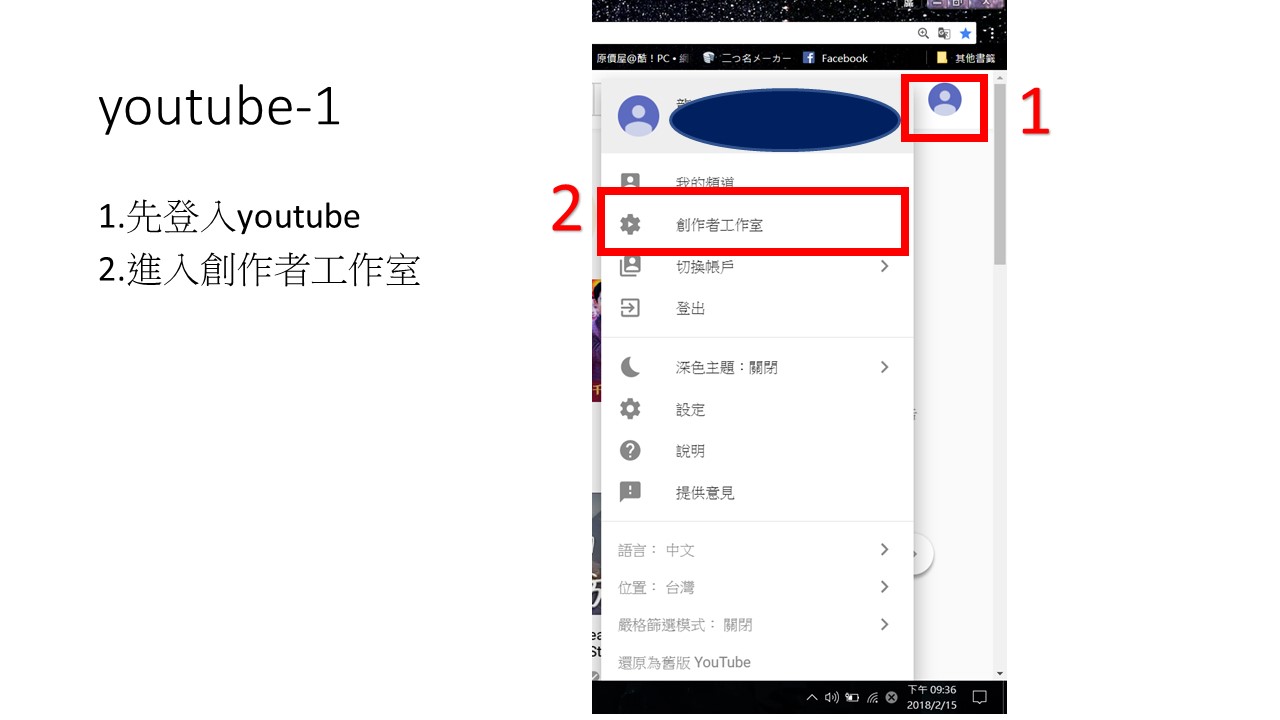 youtube-1
1.先登入youtube
2.進入創作者工作室
原價屋@酷！PC • 網
二つ名メーカー
Facebook
其他書籤
1
2
我的頻道
創作者工作室
切換帳戶
登出
深色主題：關閉
設定
說明
提供意見
語言： 中文
位置： 台灣
嚴格篩選模式： 關閉
還原為舊版 YouTube
下午 09:36
2018/2/15